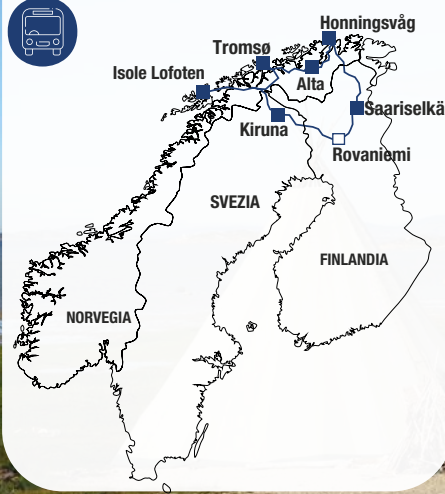 Honningsvåg
Tromsø
Isole Lofoten
Alta
Saariselkä
Kiruna
Rovaniemi
SVEZIA
FINLANDIA
NORVEGIA